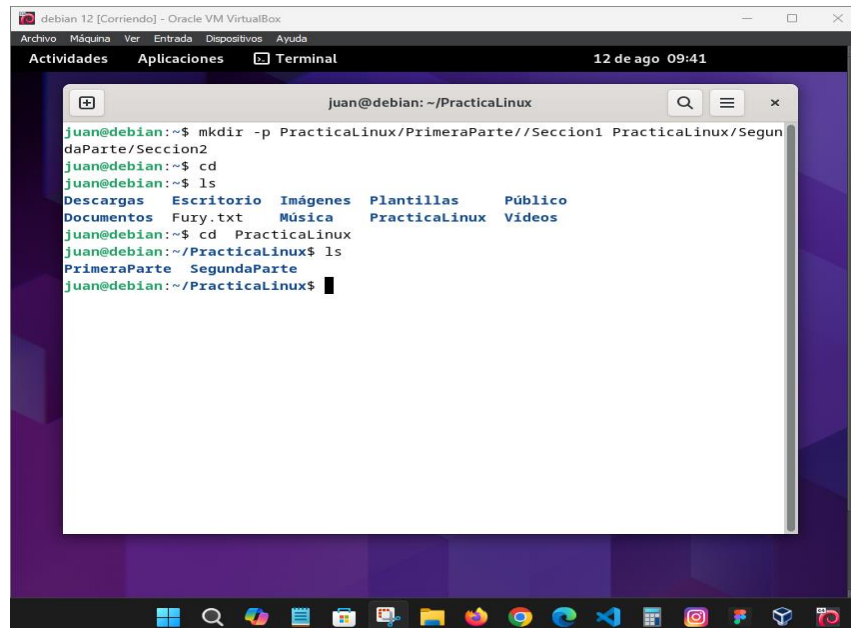 debian 12 [Corriendo] - Oracle VM VirtualBox
Archivo Máquina Ver Entrada Dispositivos Ayuda
Actividades Aplicaciones Terminal 12 de ago 09:41
juan@debian: ~/PracticaLinux
juan@debian:~$ mkdir -p PracticaLinux/PrimeraParte//Seccion1 PracticaLinux/Segun
daParte/Seccion2
juan@debian:~$ cd
juan@debian:~$ ls
Descargas Escritorio Imágenes Plantillas Público
Documentos Fury.txt Música PracticaLinux Vídeos
juan@debian:~$ cd  PracticaLinux
juan@debian:~/PracticaLinux$ ls
PrimeraParte SegundaParte
juan@debian:~/PracticaLinux$